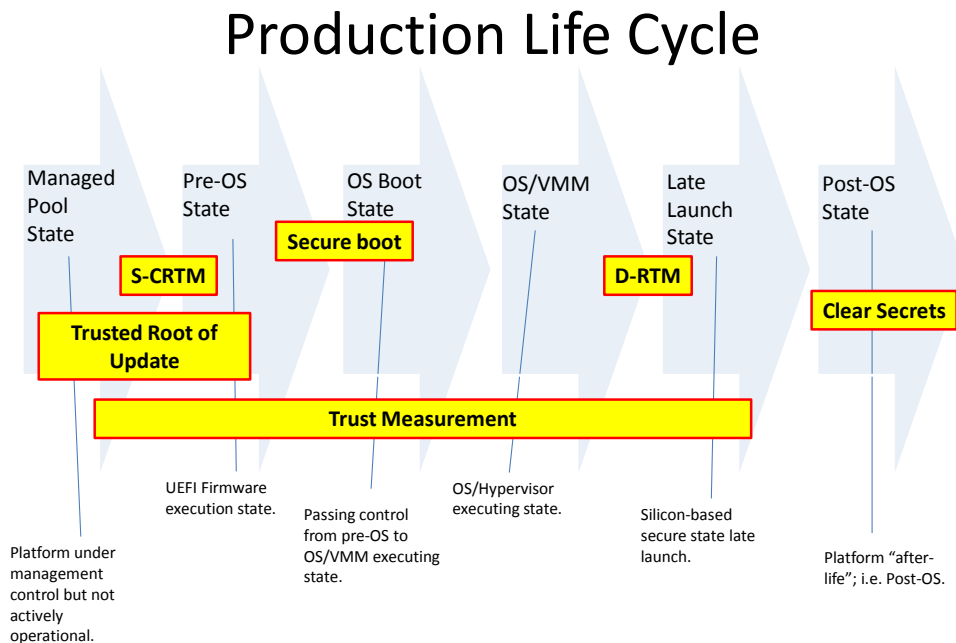 Production Life Cycle
Managed
Pool
State
Pre-OS
State
OS Boot
State
OS/VMM
State
Late
Launch
State
Post-OS
State
Secure boot
S-CRTM
D-RTM
Clear Secrets
Trusted Root of
Update
Trust Measurement
UEFI Firmware
execution state.
Passing control
from pre-OS to
OS/VMM executing
state.
OS/Hypervisor
executing state.
Silicon-based
secure state late
launch.
Platform under
management
control but not
actively
operational.
Platform “after-
life”; i.e. Post-OS.